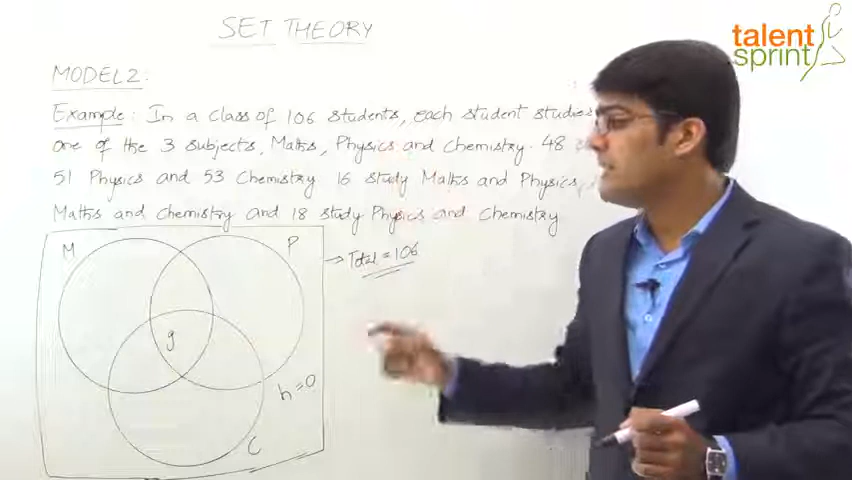 SET THEORY
talent
sprint
MODEL 2:
Example: In a class of 106 students, each student studies
one of the 3 subjects, Maths, Physics and Chemistry. 48
51 Physics and 53 Chemistry 16 study Maths and Physics,
Maths and chemistry and 18 study Physics and Chemistry
M
P
→ Total = 106
g
h=0
C